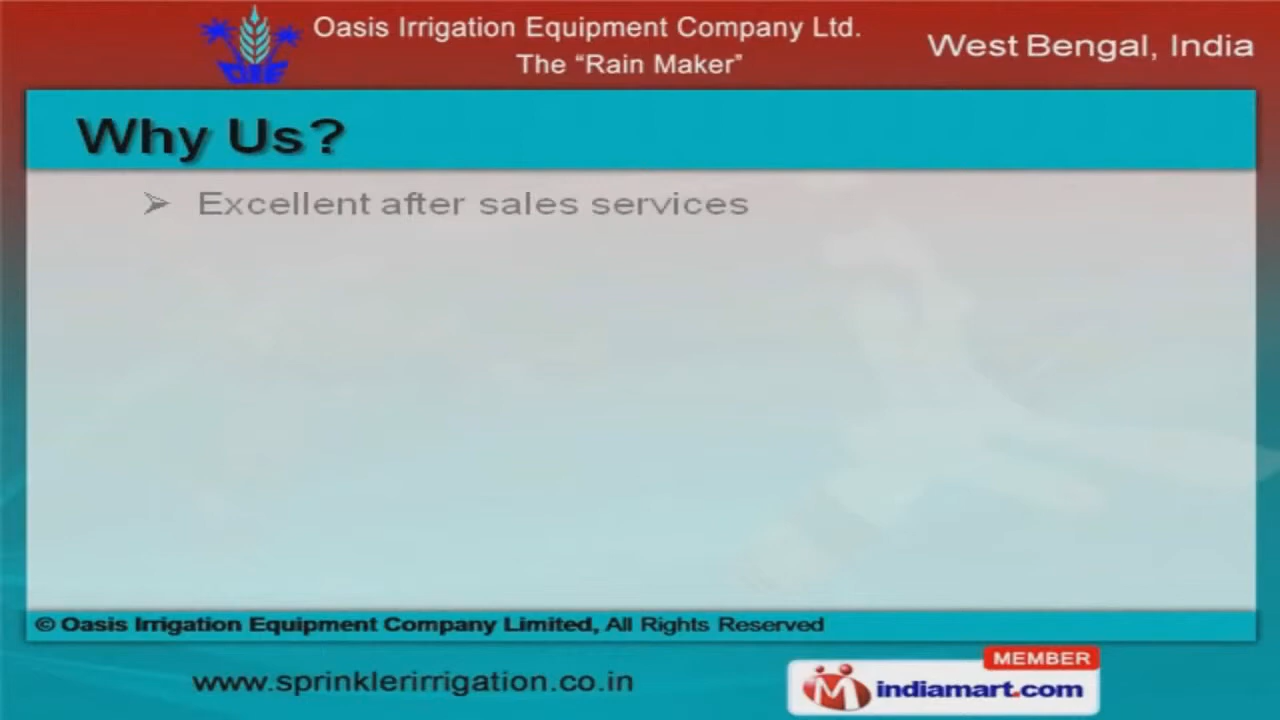 Oasis Irrigation Equipment Company Ltd.
The “Rain Maker”
West Bengal, India
OIE
Why Us?
➢ Excellent after sales services
© Oasis Irrigation Equipment Company Limited, All Rights Reserved
www.sprinklerirrigation.co.in
MEMBER
indiamart.com